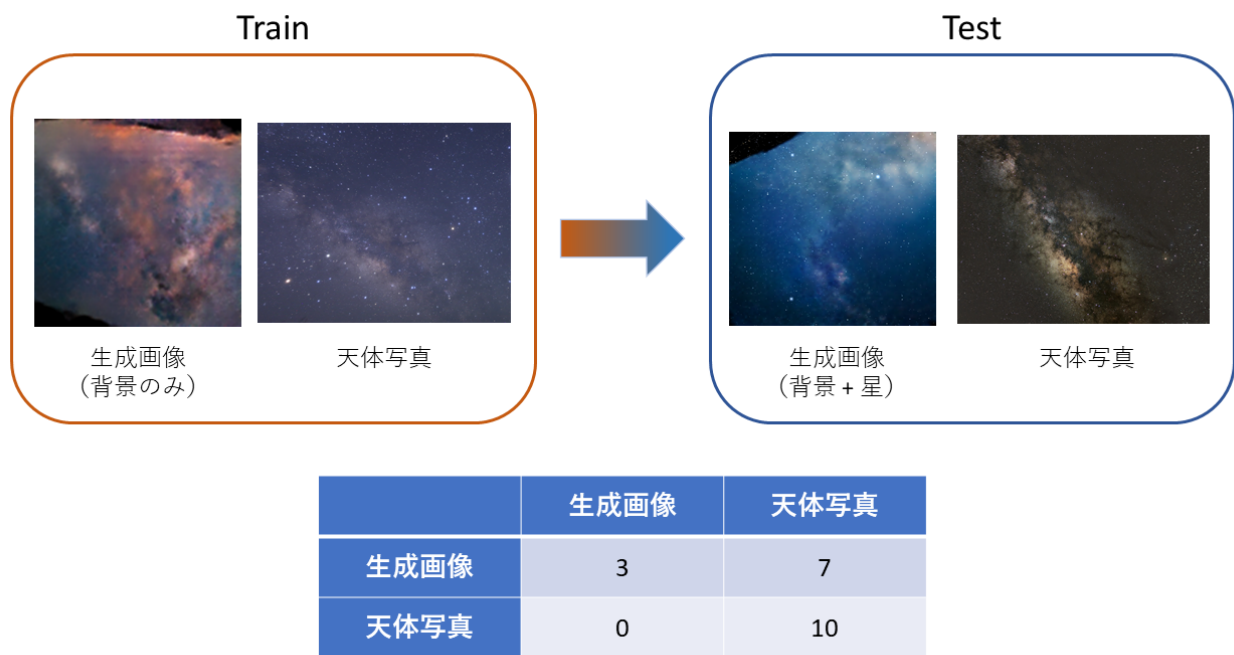 Train
Test
生成画像
（背景のみ）
天体写真
生成画像
（背景 + 星）
天体写真
生成画像 天体写真
生成画像 3 7
天体写真 0 10